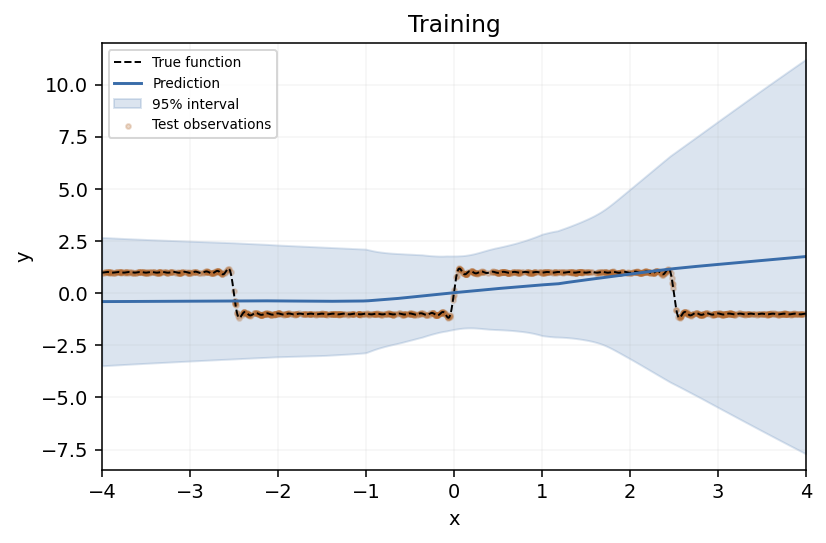 Training
True function
Prediction
95% interval
Test observations
10.0
7.5
5.0
2.5
0.0
−2.5
−5.0
−7.5
y
−4 −3 −2 −1 0 1 2 3 4
x